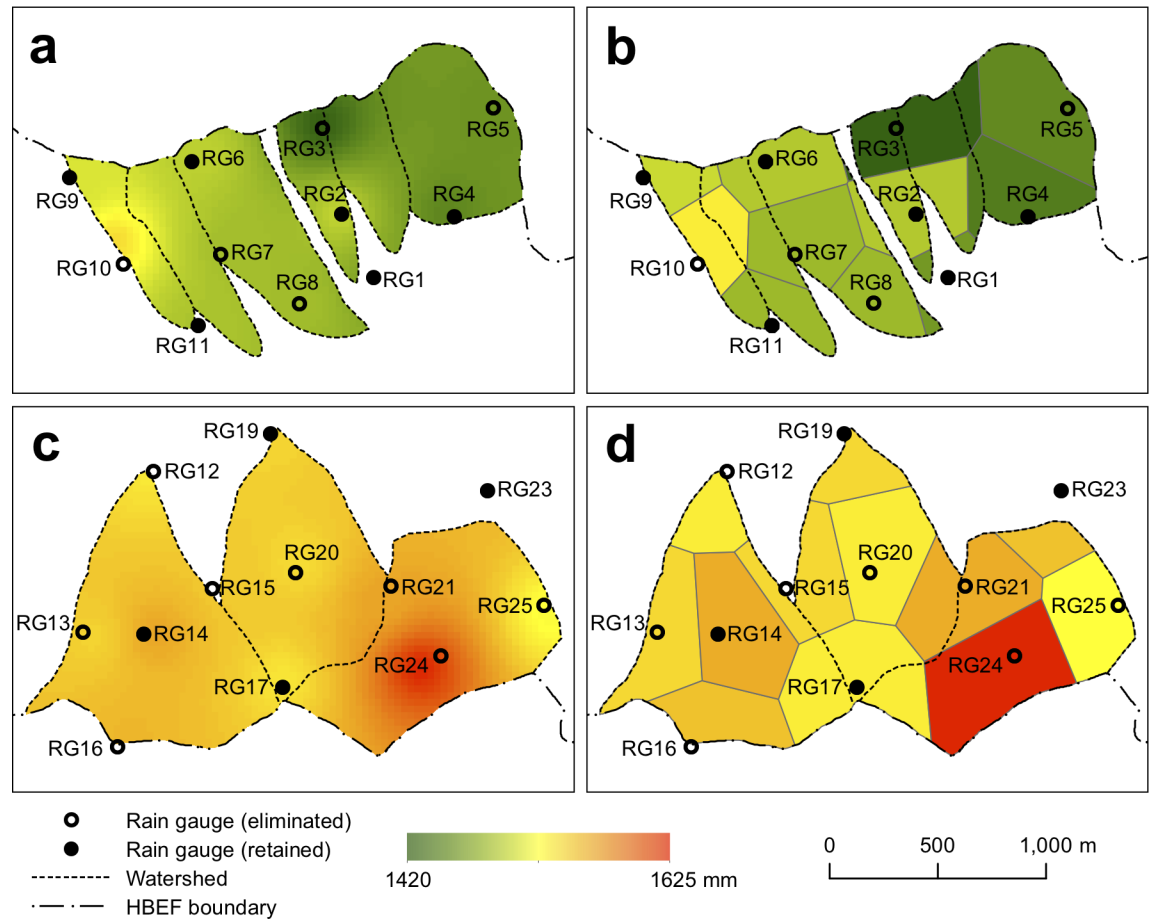 a
RG5
RG3
RG6
RG9
RG2
RG4
RG10
RG7
RG1
RG8
RG11
b
RG5
RG3
RG6
RG9
RG2
RG4
RG10
RG7
RG1
RG8
RG11
c
RG19
RG12
RG23
RG20
RG15
RG21
RG25
RG13
RG14
RG24
RG17
RG16
d
RG19
RG12
RG23
RG20
RG15
RG21
RG25
RG13
RG14
RG24
RG17
RG16
Rain gauge (eliminated)
Rain gauge (retained)
Watershed
HBEF boundary
1420 1625 mm
0 500 1,000 m